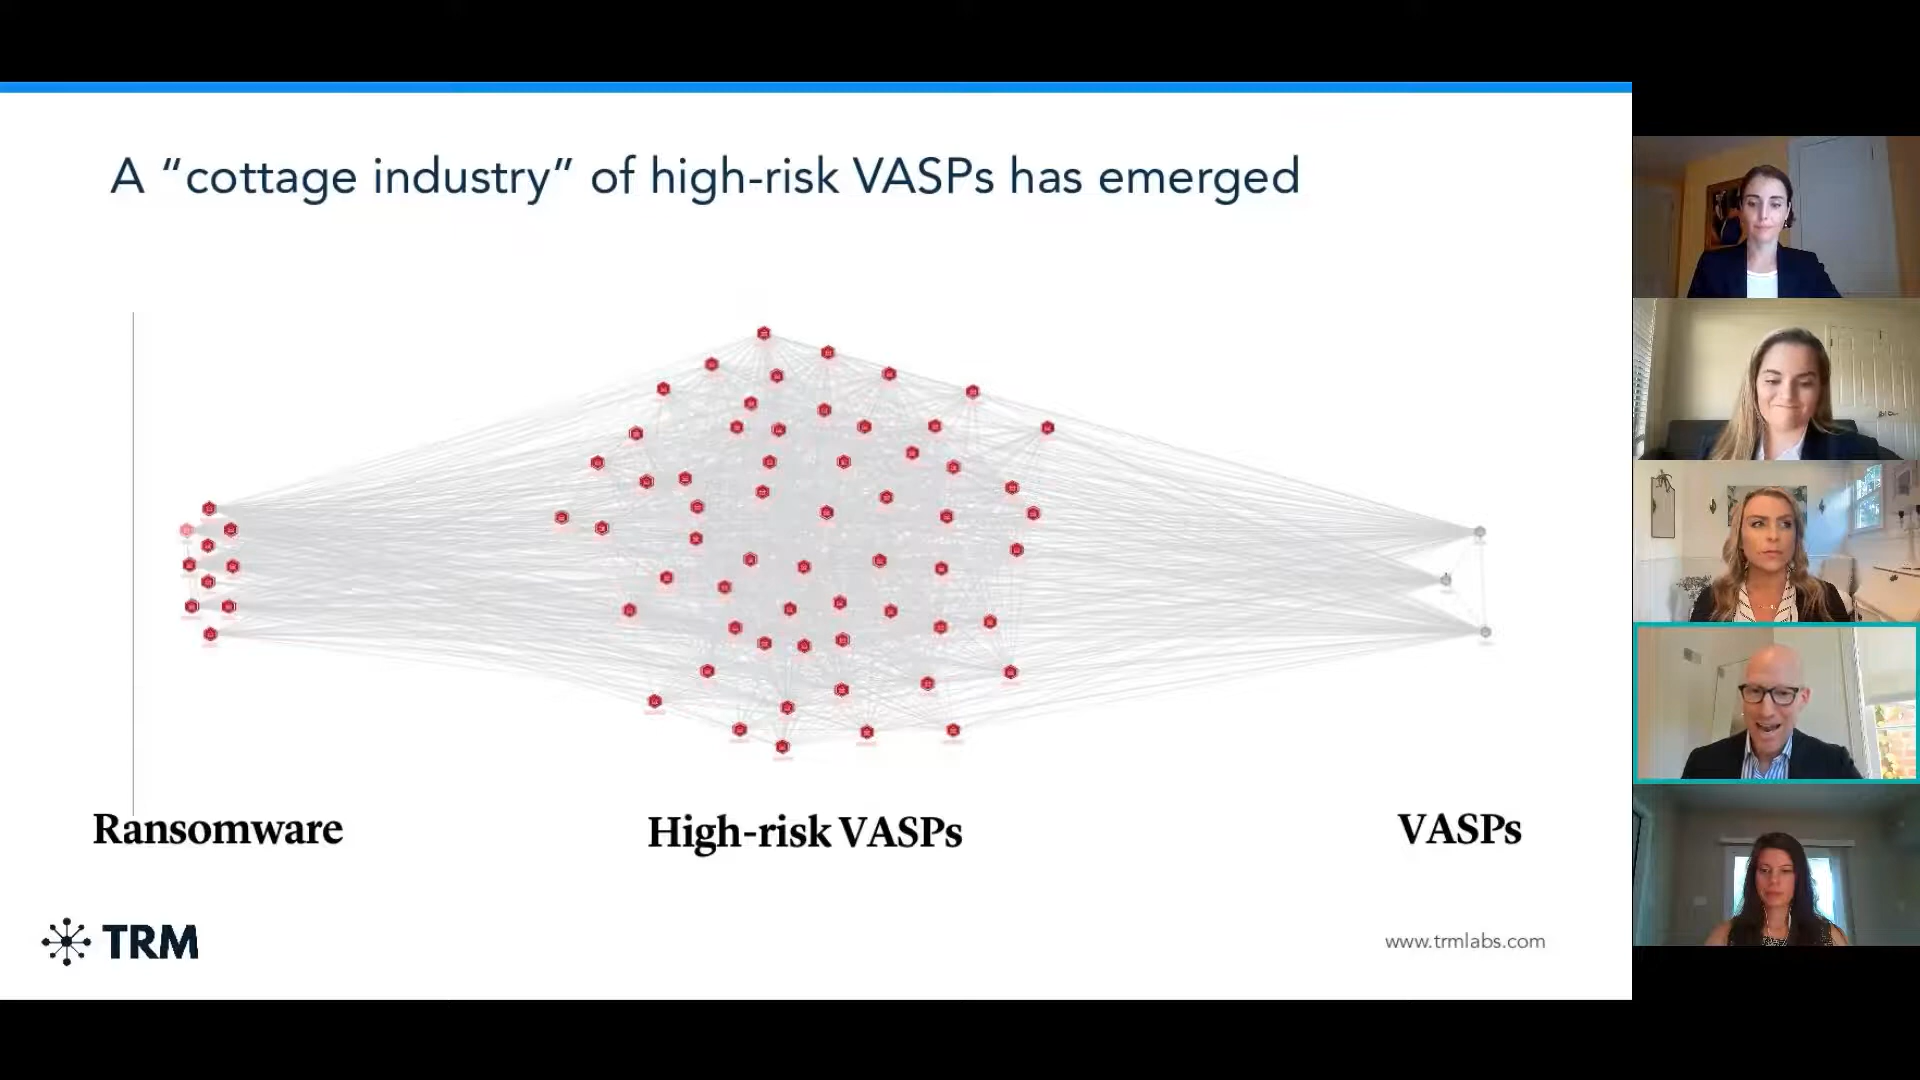 A “cottage industry” of high-risk VASPs has emerged
Ransomware
High-risk VASPs
VASPs
TRM
www.trmlabs.com